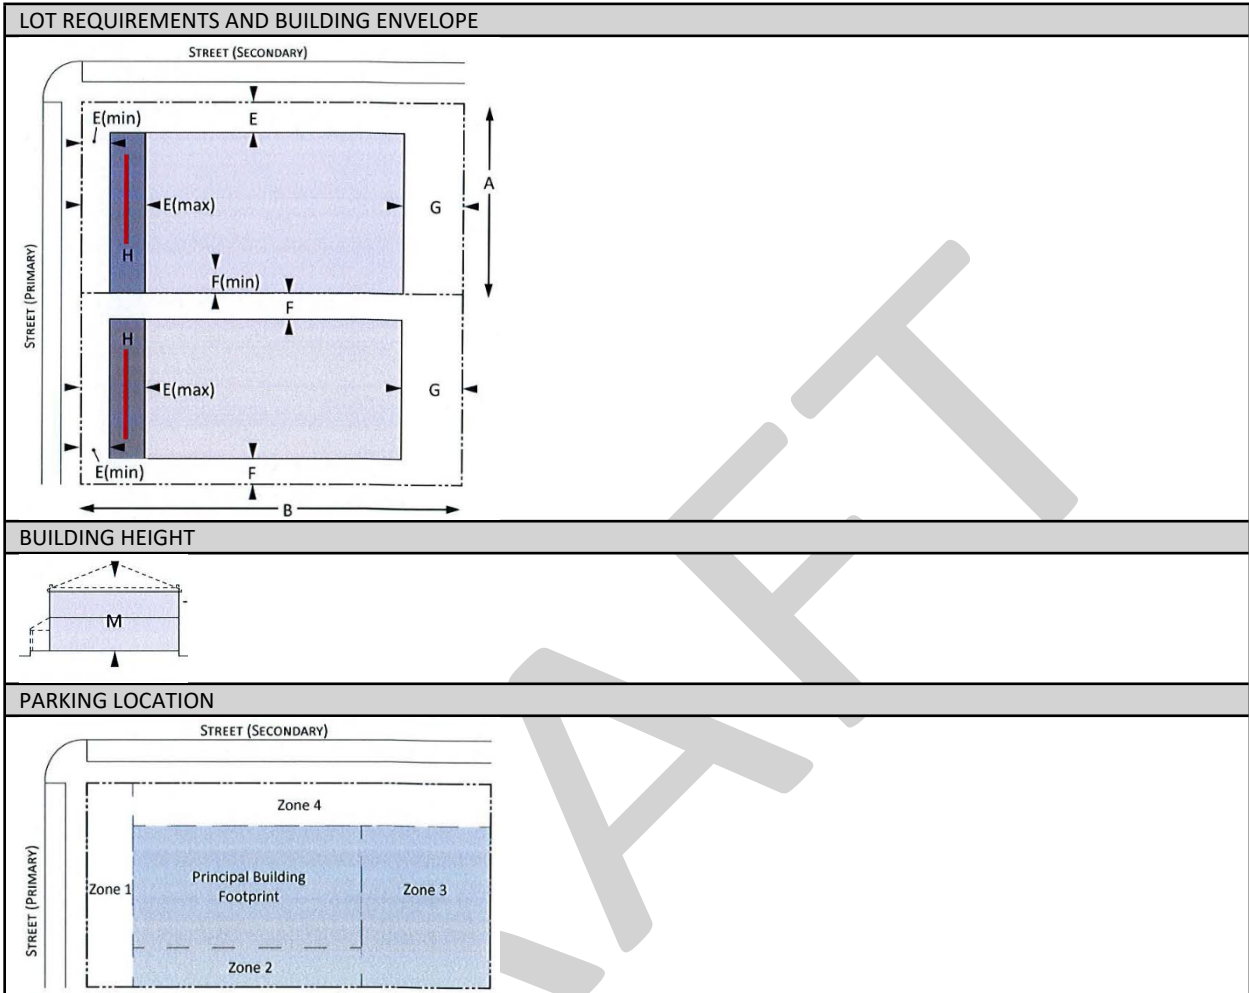 LOT REQUIREMENTS AND BUILDING ENVELOPE
STREET (SECONDARY)
E(min)
E
A
E(max)
G
H
F(min)
STREET (PRIMARY)
F
H
E(max)
G
E(min)
F
B
BUILDING HEIGHT
M
PARKING LOCATION
STREET (SECONDARY)
Zone 4
STREET (PRIMARY)
Zone 1
Principal Building
Footprint
Zone 3
Zone 2
DRAFT